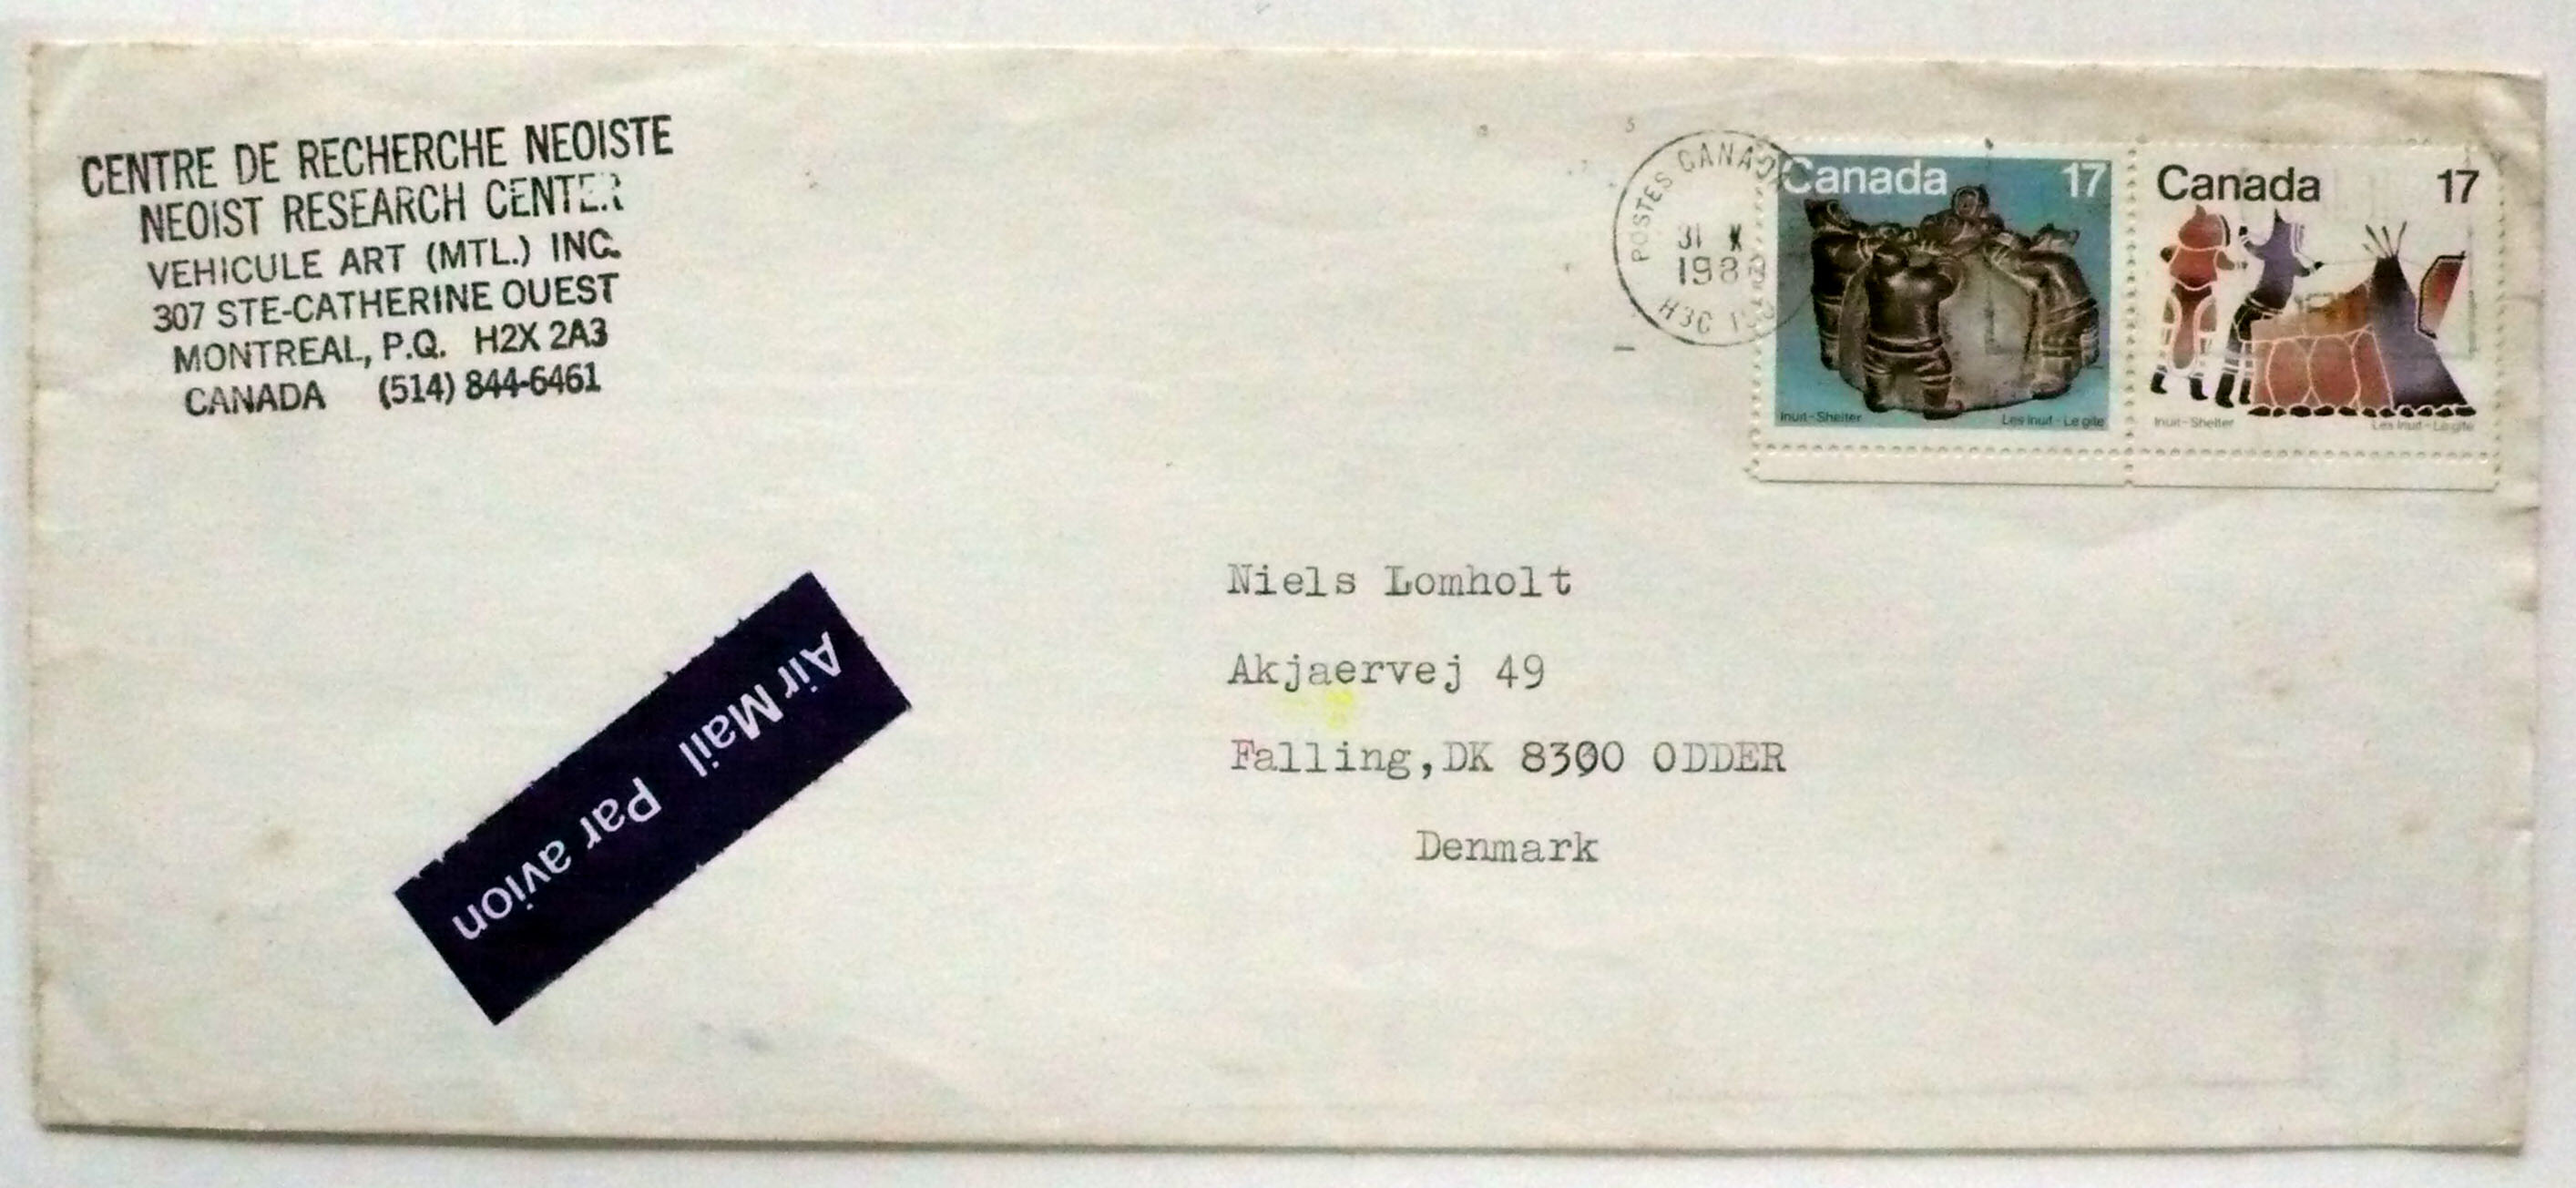 CENTRE DE RECHERCHE NEOISTE
NEOIST RESEARCH CENTER
VEHICULE ART (MTL.) INC.
307 STE-CATHERINE OUEST
MONTREAL, P.Q. H2X 2A3
CANADA (514) 844-6461
POSTES CANADA
31 X
H3C
Canada 17
Inuit-Shelter Les Inuit-Le gîte
Canada 17
Inuit-Shelter Les Inuit-Le gîte
Niels Lomholt
Akjaervej 49
Falling,DK 8300 ODDER
Denmark
Air Mail Par avion